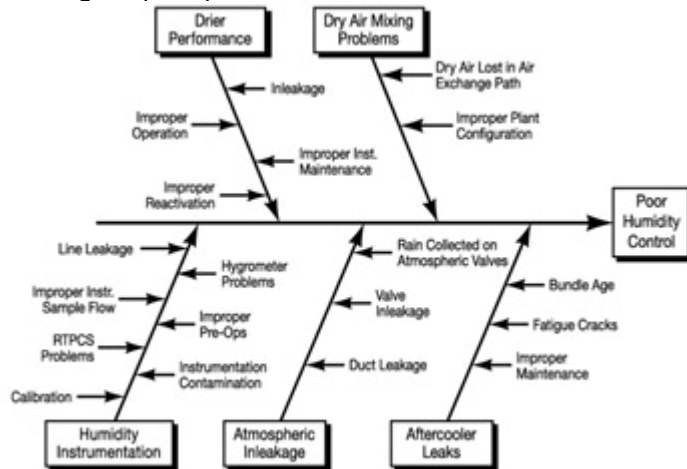 Drier
Performance
Dry Air Mixing
Problems
Inleakage
Dry Air Lost in Air
Exchange Path
Improper
Operation
Improper Plant
Configuration
Improper Inst.
Maintenance
Improper
Reactivation
Poor
Humidity
Control
Line Leakage
Rain Collected on
Atmospheric Valves
Hygrometer
Problems
Bundle Age
Improper Instr.
Sample Flow
Valve
Inleakage
Improper
Pre-Ops
Fatigue Cracks
RTPCS
Problems
Instrumentation
Contamination
Duct Leakage
Improper
Maintenance
Calibration
Humidity
Instrumentation
Atmospheric
Inleakage
Aftercooler
Leaks